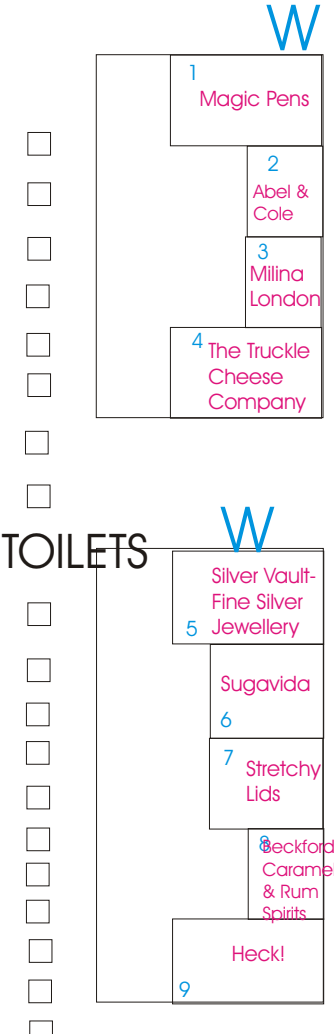 W
1
Magic Pens
2
Abel &
Cole
3
Milina
London
4
The Truckle
Cheese
Company
W
TOILETS
Silver Vault-
Fine Silver
5 Jewellery
Sugavida
6
7
Stretchy
Lids
8
Beckford
Carame
& Rum
Spirits
Heck!
9